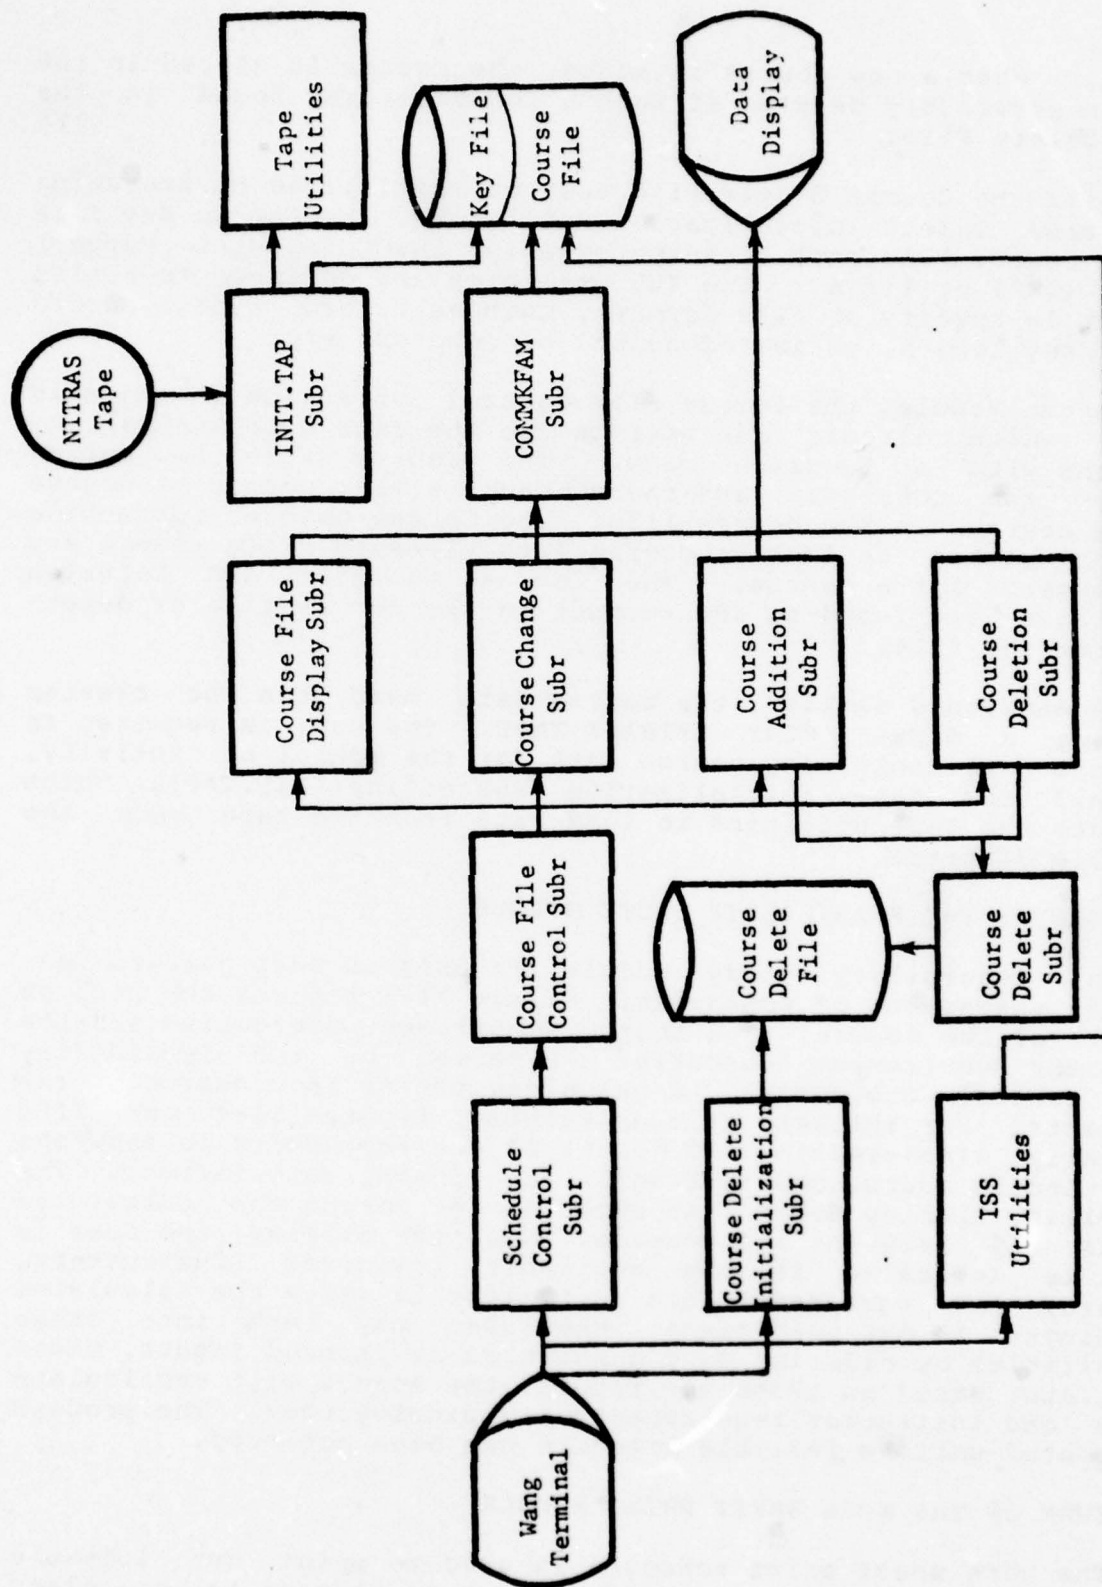 NITRAS
Tape
INIT.TAP
Subr
Tape
Utilities
Key File
Course
File
Course File
Display Subr
COMMKFAM
Subr
Wang
Terminal
Schedule
Control
Subr
Course File
Control Subr
Course Change
Subr
Data
Display
Course Delete
Initialization
Subr
Course
Delete
File
Course
Addition
Subr
ISS
Utilities
Course
Delete
Subr
Course
Deletion
Subr